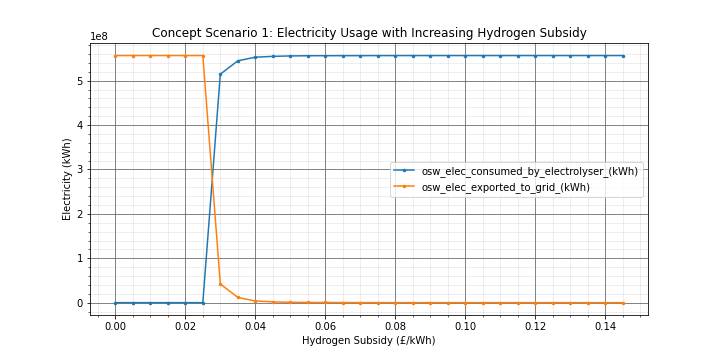 Concept Scenario 1: Electricity Usage with Increasing Hydrogen Subsidy
1e8
5
4
3
2
1
0
Electricity (kWh)
osw_elec_consumed_by_electrolyser_(kWh)
osw_elec_exported_to_grid_(kWh)
0.00 0.02 0.04 0.06 0.08 0.10 0.12 0.14
Hydrogen Subsidy (£/kWh)